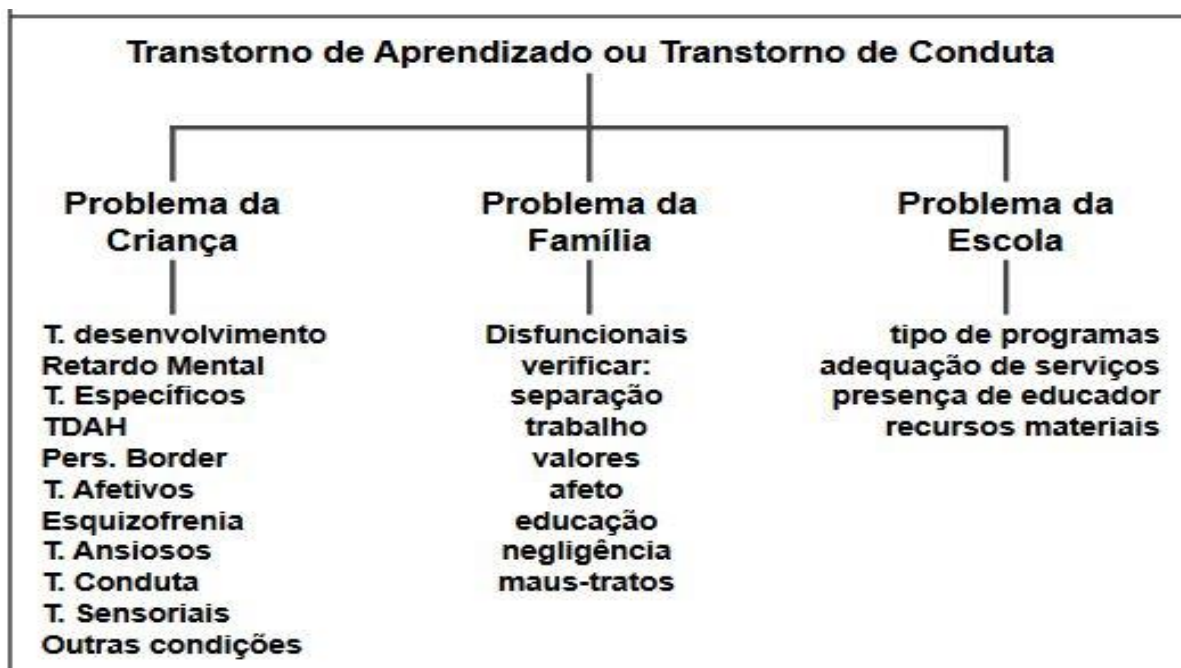 Transtorno de Aprendizado ou Transtorno de Conduta
Problema da
Criança
T. desenvolvimento
Retardo Mental
T. Específicos
TDAH
Pers. Border
T. Afetivos
Esquizofrenia
T. Ansiosos
T. Conduta
T. Sensoriais
Outras condições
Problema da
Família
Disfuncionais
verificar:
separação
trabalho
valores
afeto
educação
negligência
maus-tratos
Problema da
Escola
tipo de programas
adequação de serviços
presença de educador
recursos materiais